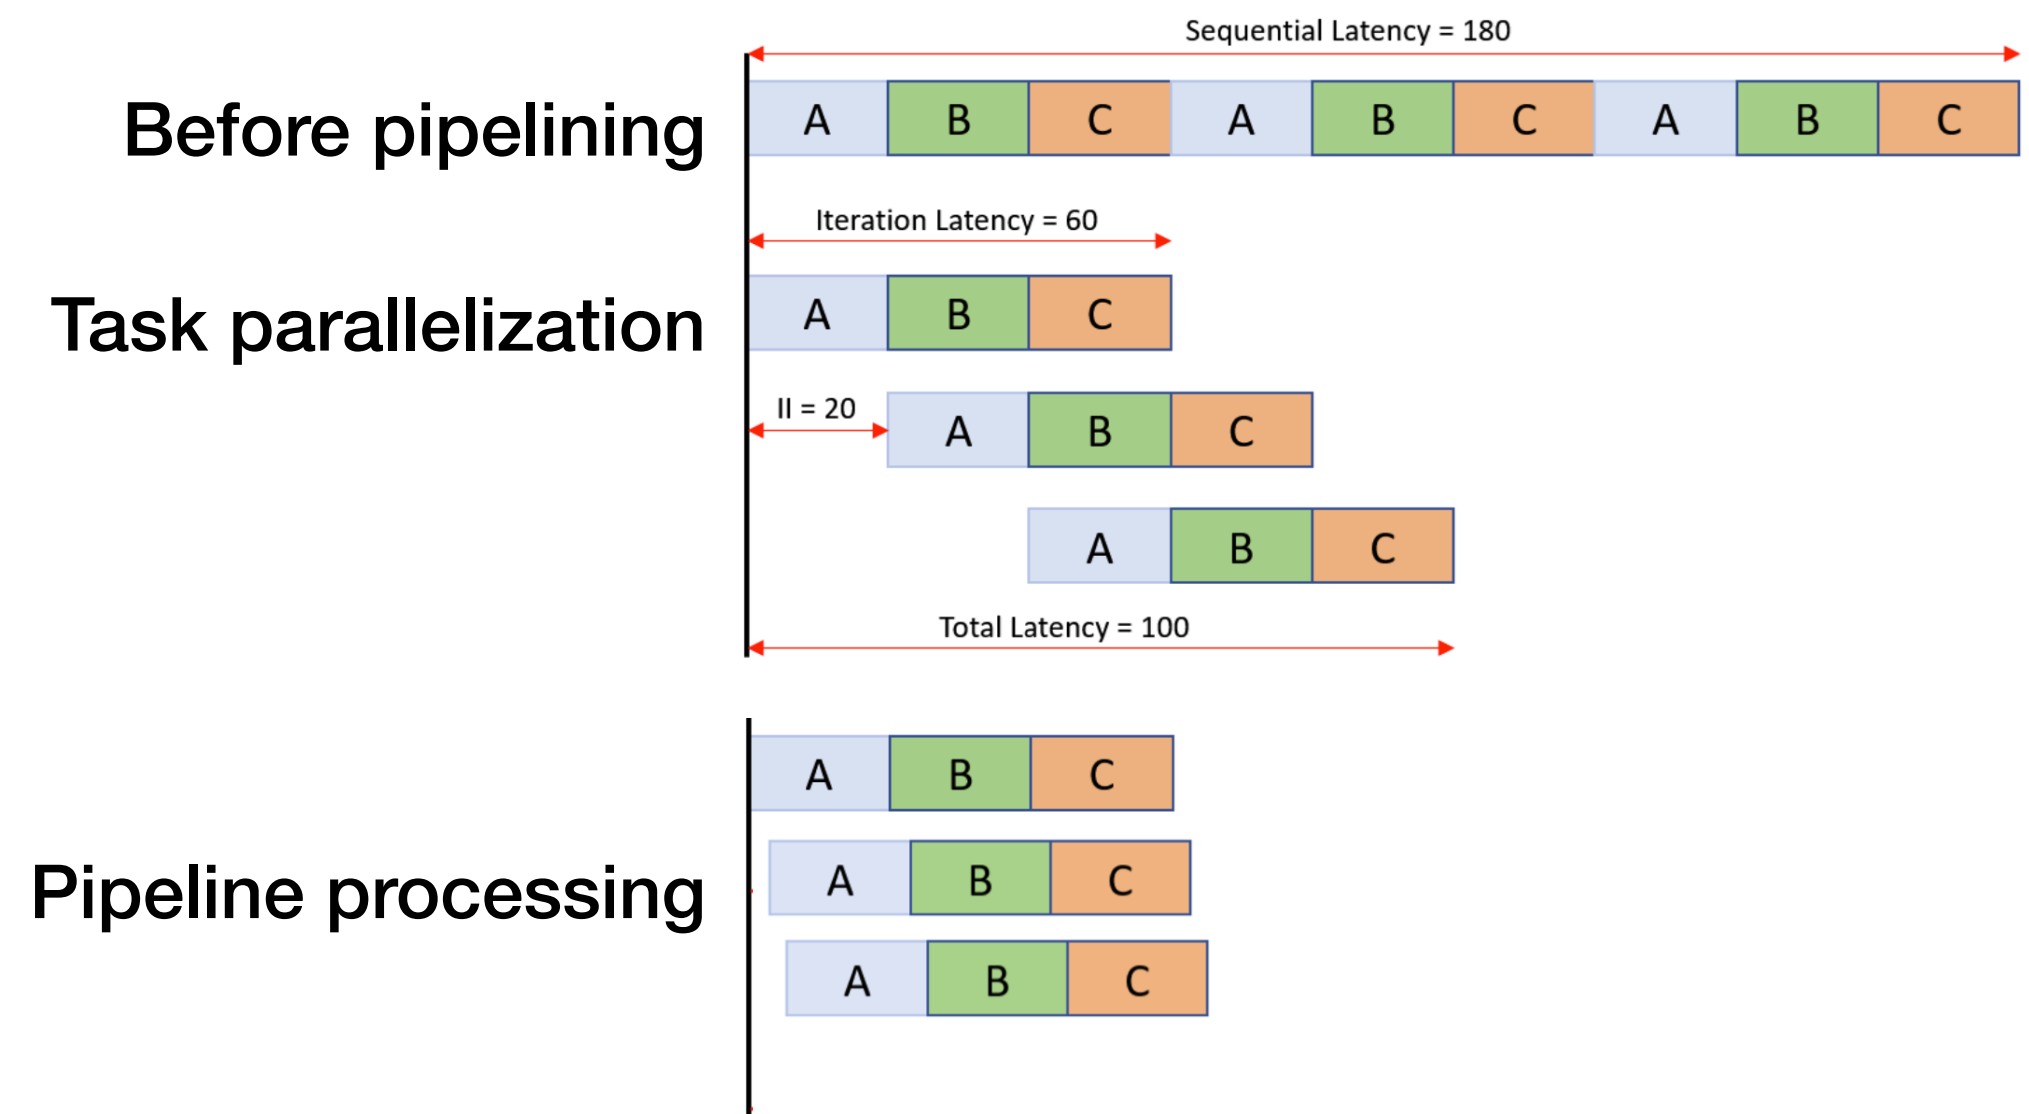 Sequential Latency = 180
Before pipelining
A B C A B C A B C
Iteration Latency = 60
Task parallelization
A B C
II = 20
A B C
A B C
Total Latency = 100
A B C
Pipeline processing
A B C
A B C